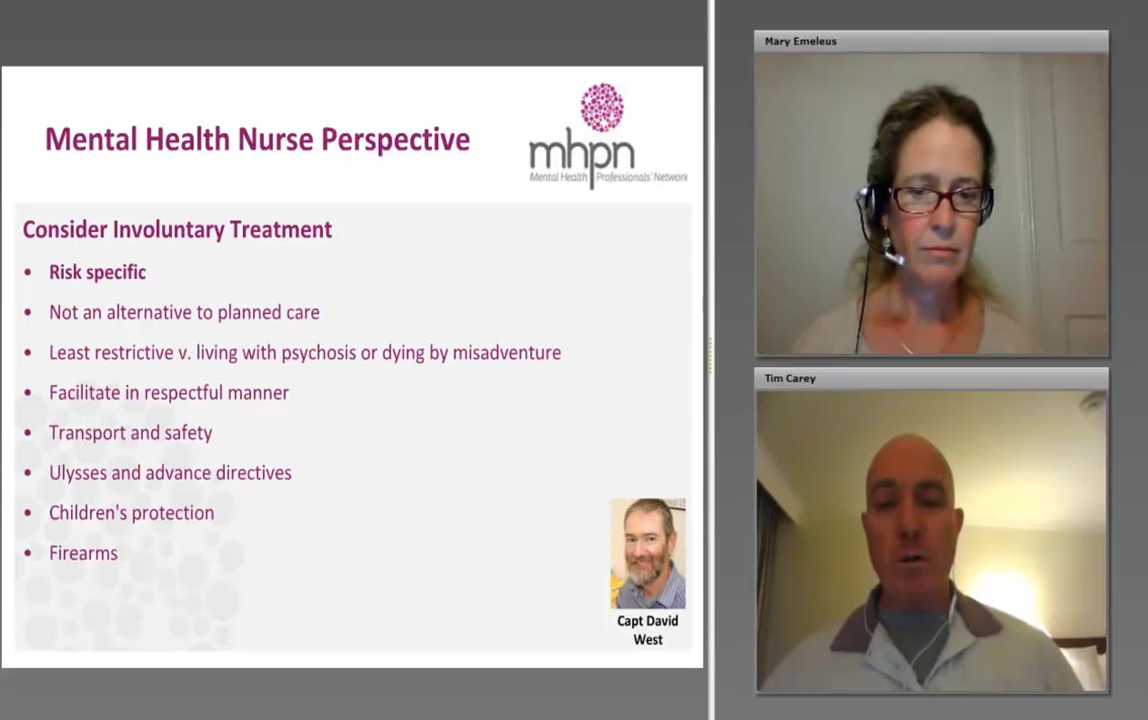 Mental Health Nurse Perspective
mhpn
Mental Health Professionals' Network
Consider Involuntary Treatment
• Risk specific
• Not an alternative to planned care
• Least restrictive v. living with psychosis or dying by misadventure
• Facilitate in respectful manner
• Transport and safety
• Ulysses and advance directives
• Children's protection
• Firearms
Capt David
West
Mary Emeleus
Tim Carey